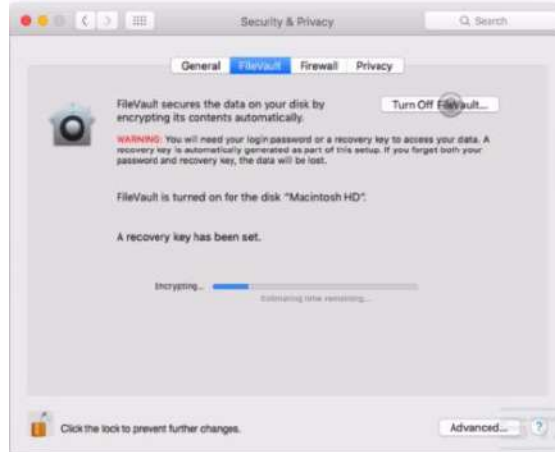 Security & Privacy
Search
General FileVault Firewall Privacy
FileVault secures the data on your disk by
encrypting its contents automatically.
Turn Off FileVault...
WARNING: You will need your login password or a recovery key to access your data. A
recovery key is automatically generated as part of this setup. If you forget both your
password and recovery key, the data will be lost.
FileVault is turned on for the disk "Macintosh HD".
A recovery key has been set.
Encrypting...
Estimating time remaining...
Click the lock to prevent further changes.
Advanced...
?